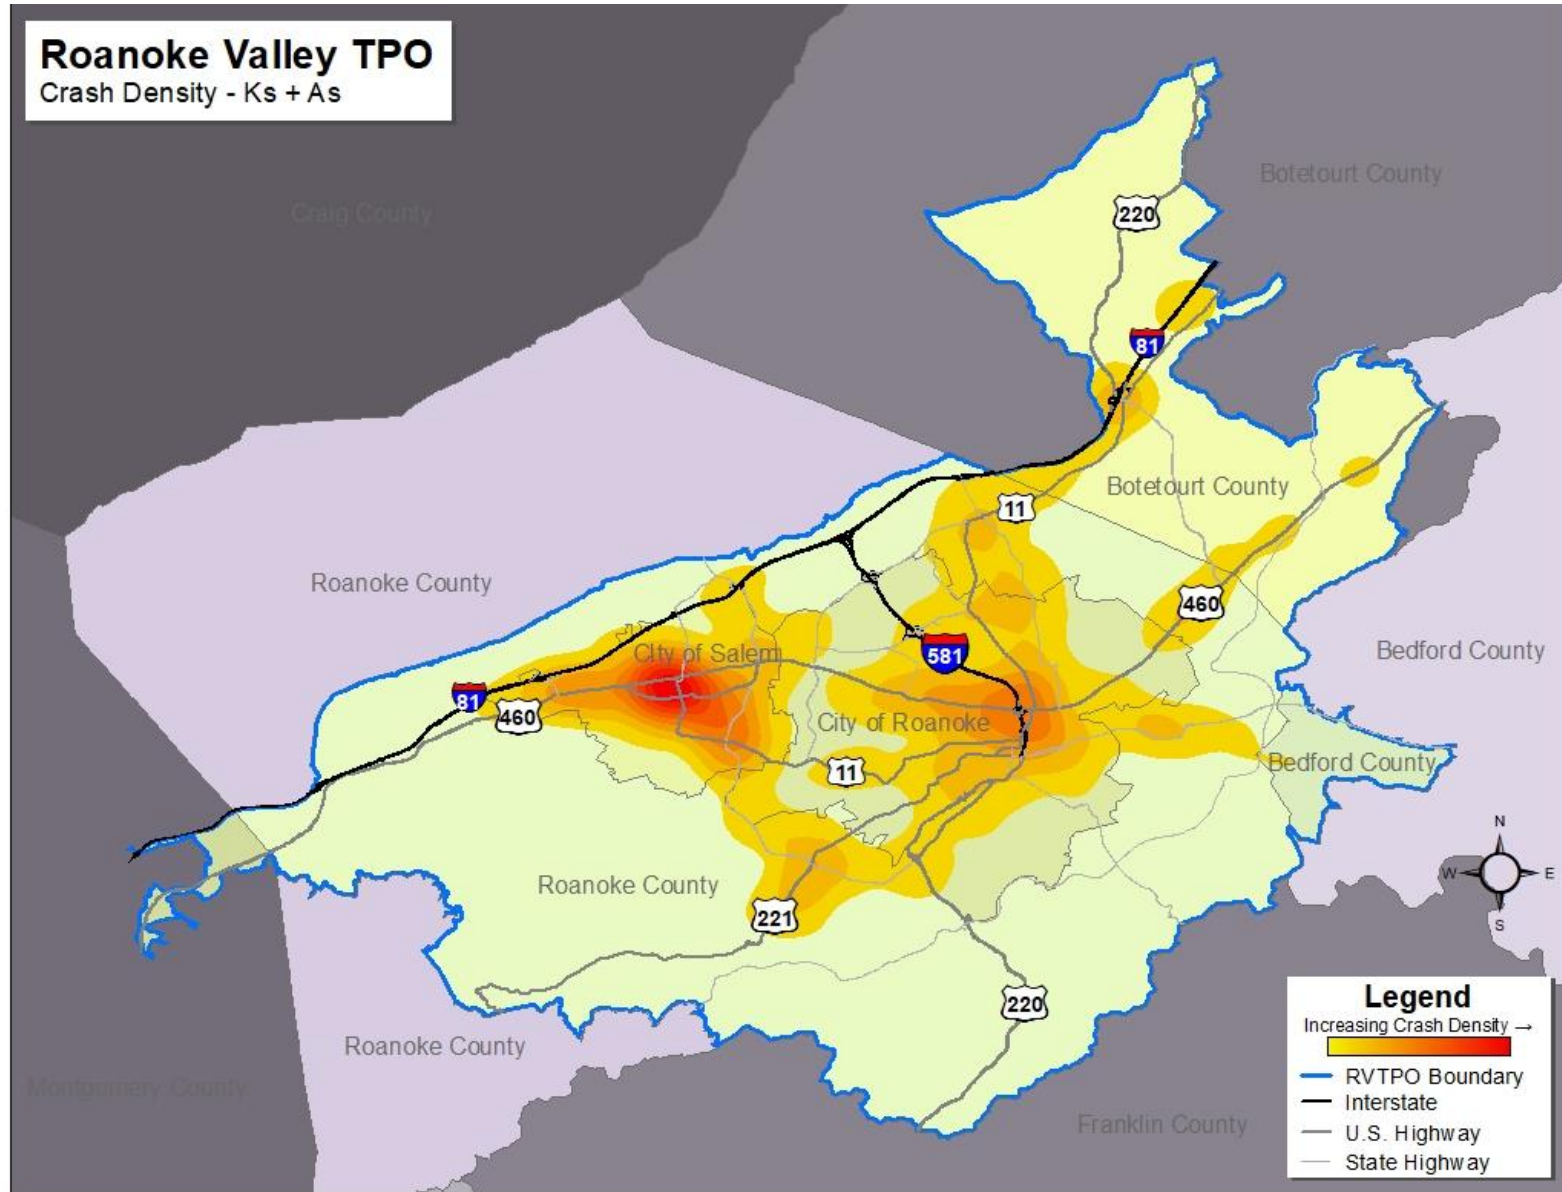 Roanoke Valley TPO
Crash Density - Ks + As
Botetourt County
Craig County
220
81
Botetourt County
11
Roanoke County
460
City of Salem
581
Bedford County
81
460
City of Roanoke
11
Bedford County
Roanoke County
221
N
W
E
S
220
Roanoke County
Montgomery County
Franklin County
Legend
Increasing Crash Density →
RVTPO Boundary
Interstate
U.S. Highway
State Highway